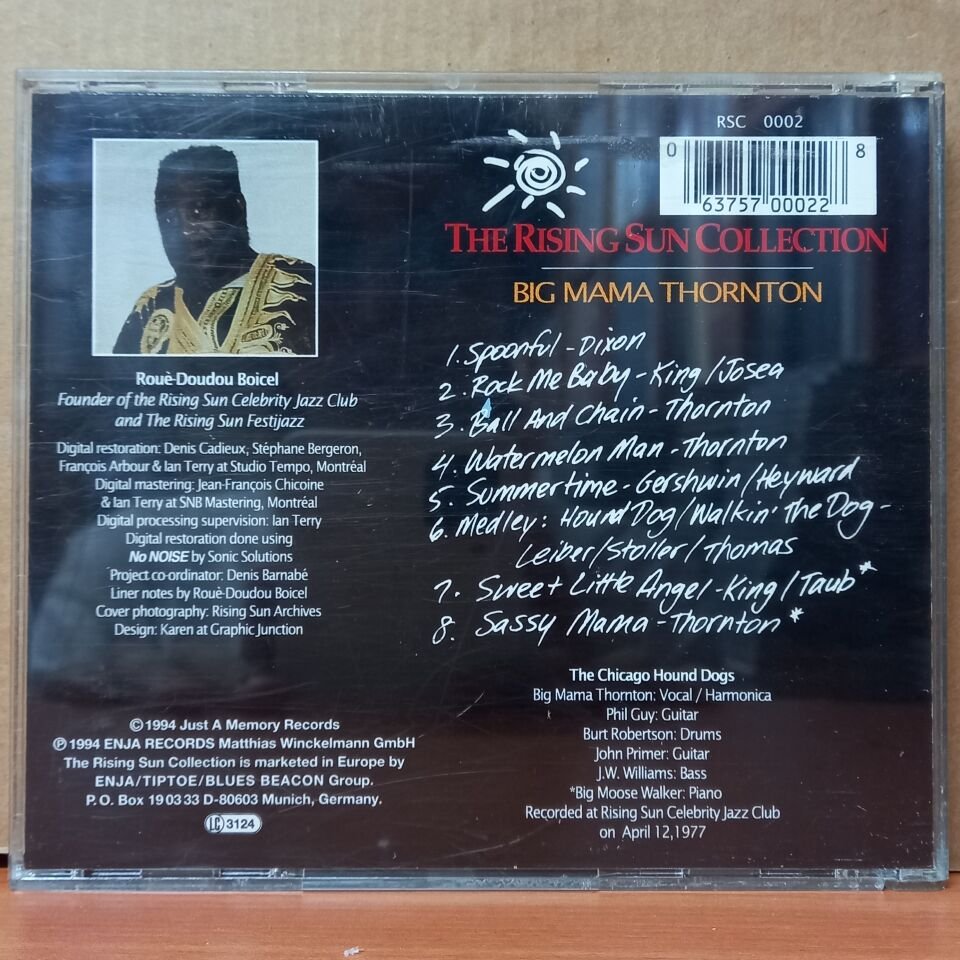 RSC 0002
0 63757 00022 8
THE RISING SUN COLLECTION
BIG MAMA THORNTON
1. Spoonful - Dixon
2. Rock Me Baby - King / Josea
3. Ball And Chain - Thornton
4. Watermelon Man - Thornton
5. Summertime - Gershwin / Heyward
6. Medley: Hound Dog / Walkin' The Dog -
Leiber / Stoller / Thomas
7. Sweet Little Angel - King / Taub*
8. Sassy Mama - Thornton*
Rouè-Doudou Boicel
Founder of the Rising Sun Celebrity Jazz Club
and The Rising Sun Festijazz
Digital restoration: Denis Cadieux, Stéphane Bergeron,
François Arbour & Ian Terry at Studio Tempo, Montréal
Digital mastering: Jean-François Chicoine
& Ian Terry at SNB Mastering, Montréal
Digital processing supervision: Ian Terry
Digital restoration done using
No NOISE by Sonic Solutions
Project co-ordinator: Denis Barnabé
Liner notes by Rouè-Doudou Boicel
Cover photography: Rising Sun Archives
Design: Karen at Graphic Junction
© 1994 Just A Memory Records
℗ 1994 ENJA RECORDS Matthias Winckelmann GmbH
The Rising Sun Collection is marketed in Europe by
ENJA/TIPTOE/BLUES BEACON Group.
P.O. Box 19 03 33 D-80603 Munich, Germany.
LC 3124
The Chicago Hound Dogs
Big Mama Thornton: Vocal / Harmonica
Phil Guy: Guitar
Burt Robertson: Drums
John Primer: Guitar
J.W. Williams: Bass
*Big Moose Walker: Piano
Recorded at Rising Sun Celebrity Jazz Club
on April 12,1977